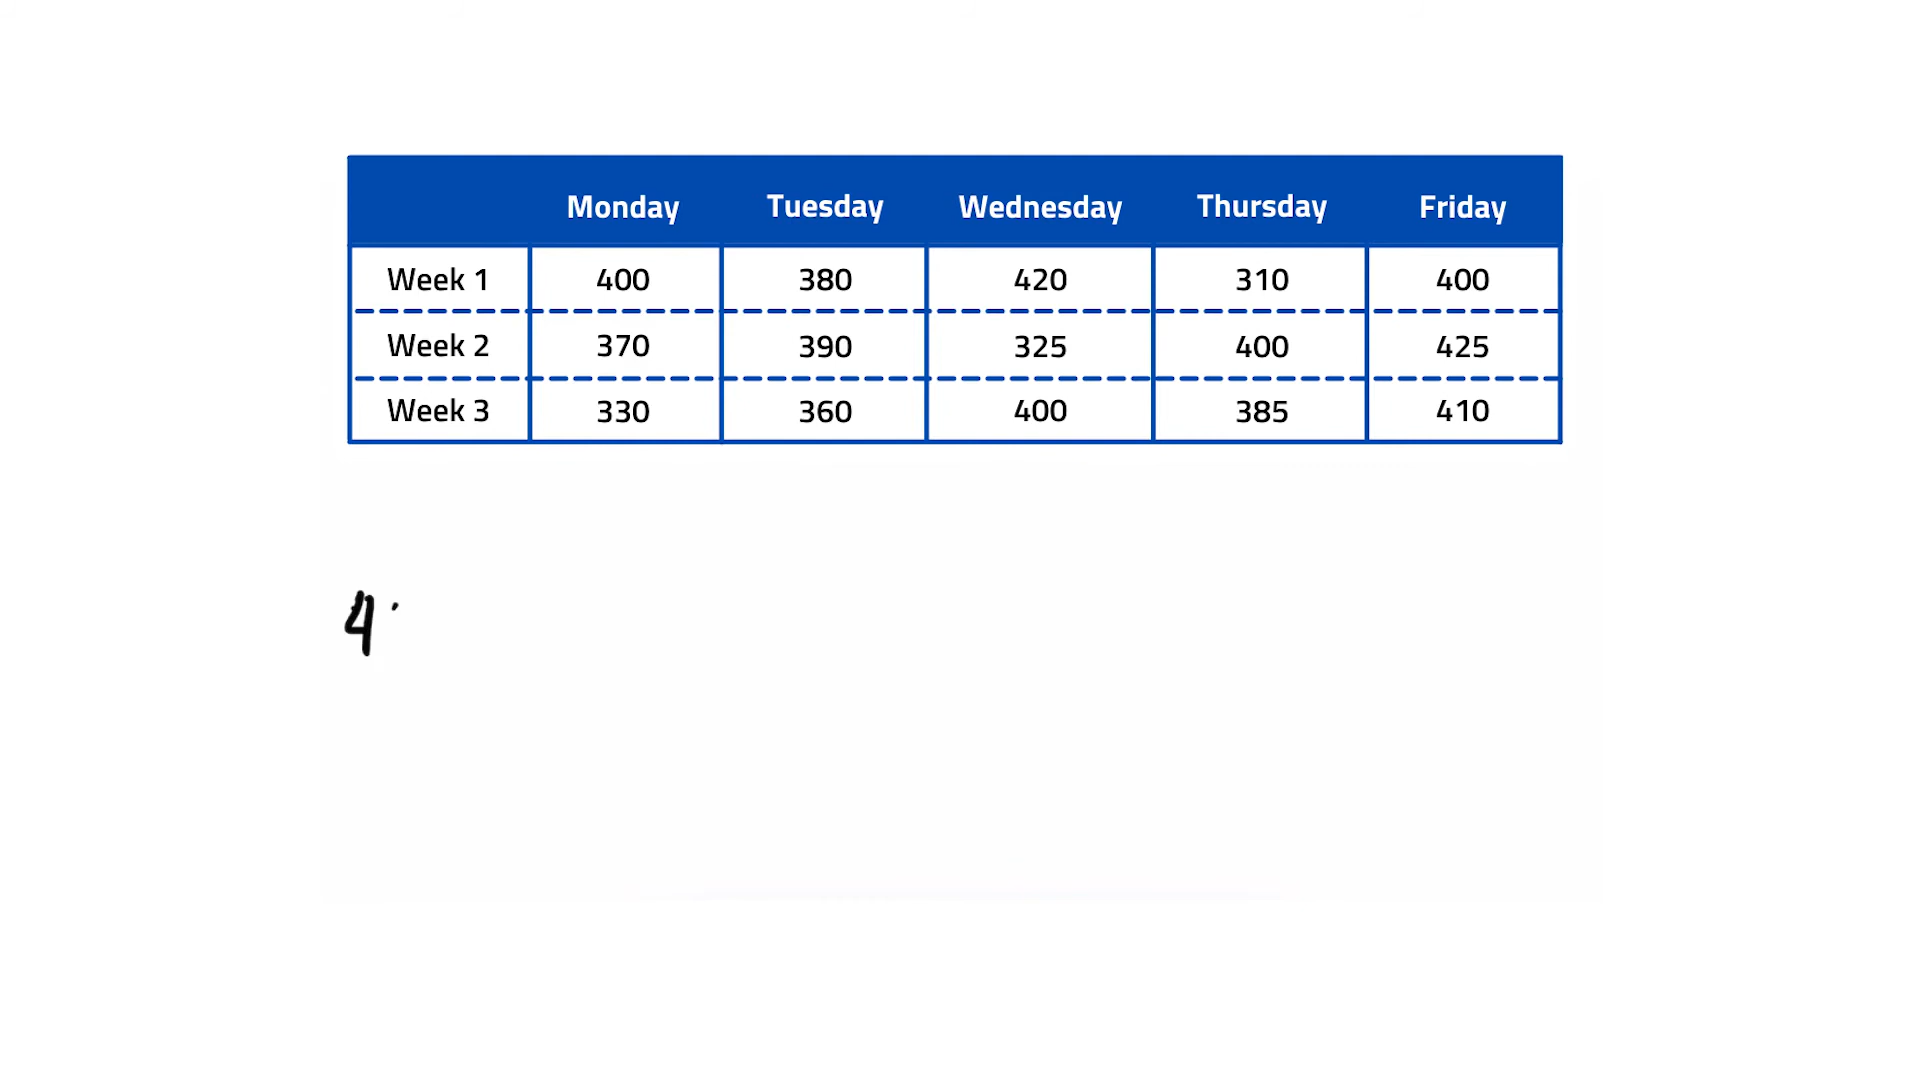 Monday Tuesday Wednesday Thursday Friday
Week 1 400 380 420 310 400
Week 2 370 390 325 400 425
Week 3 330 360 400 385 410
4